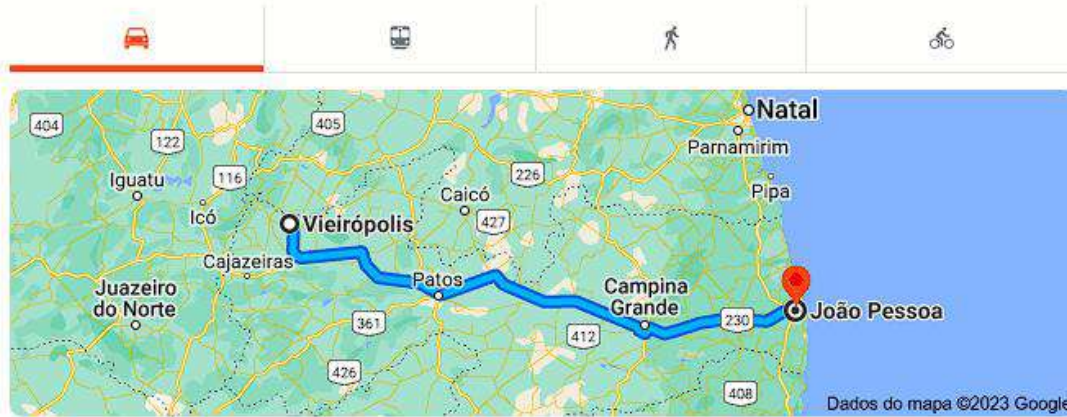 Natal
404
405
122
Parnamirim
226
Iguatu
116
Caicó
Pipa
Icó
427
Vieirópolis
Cajazeiras
Patos
Juazeiro
do Norte
Campina
Grande
230
João Pessoa
361
412
426
408
Dados do mapa ©2023 Google